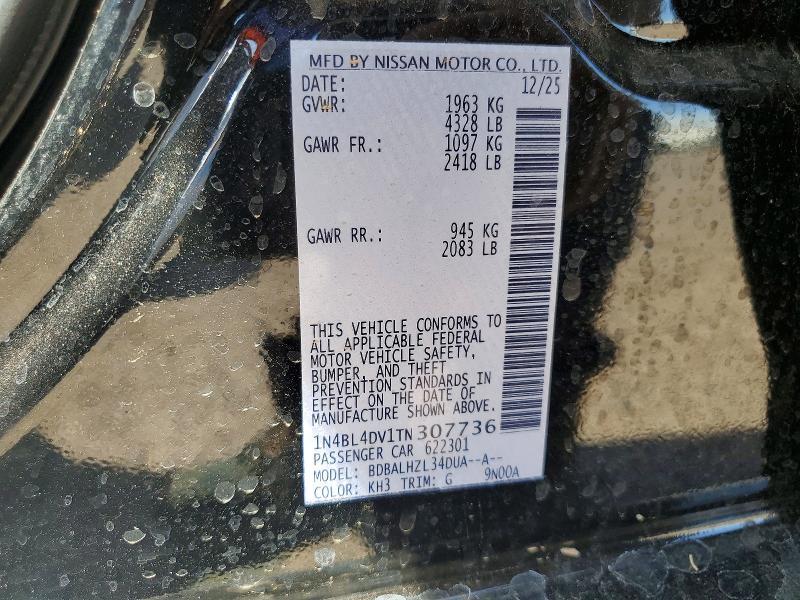 MFD BY NISSAN MOTOR CO., LTD.
DATE: 12/25
GVWR: 1963 KG
4328 LB
GAWR FR.: 1097 KG
2418 LB
GAWR RR.: 945 KG
2083 LB
THIS VEHICLE CONFORMS TO
ALL APPLICABLE FEDERAL
MOTOR VEHICLE SAFETY,
BUMPER, AND THEFT
PREVENTION STANDARDS IN
EFFECT ON THE DATE OF
MANUFACTURE SHOWN ABOVE.
1N4BL4DV1TN307736
PASSENGER CAR 622301
MODEL: BDBALHZL34DUA--A--
COLOR: KH3 TRIM: G 9N00A